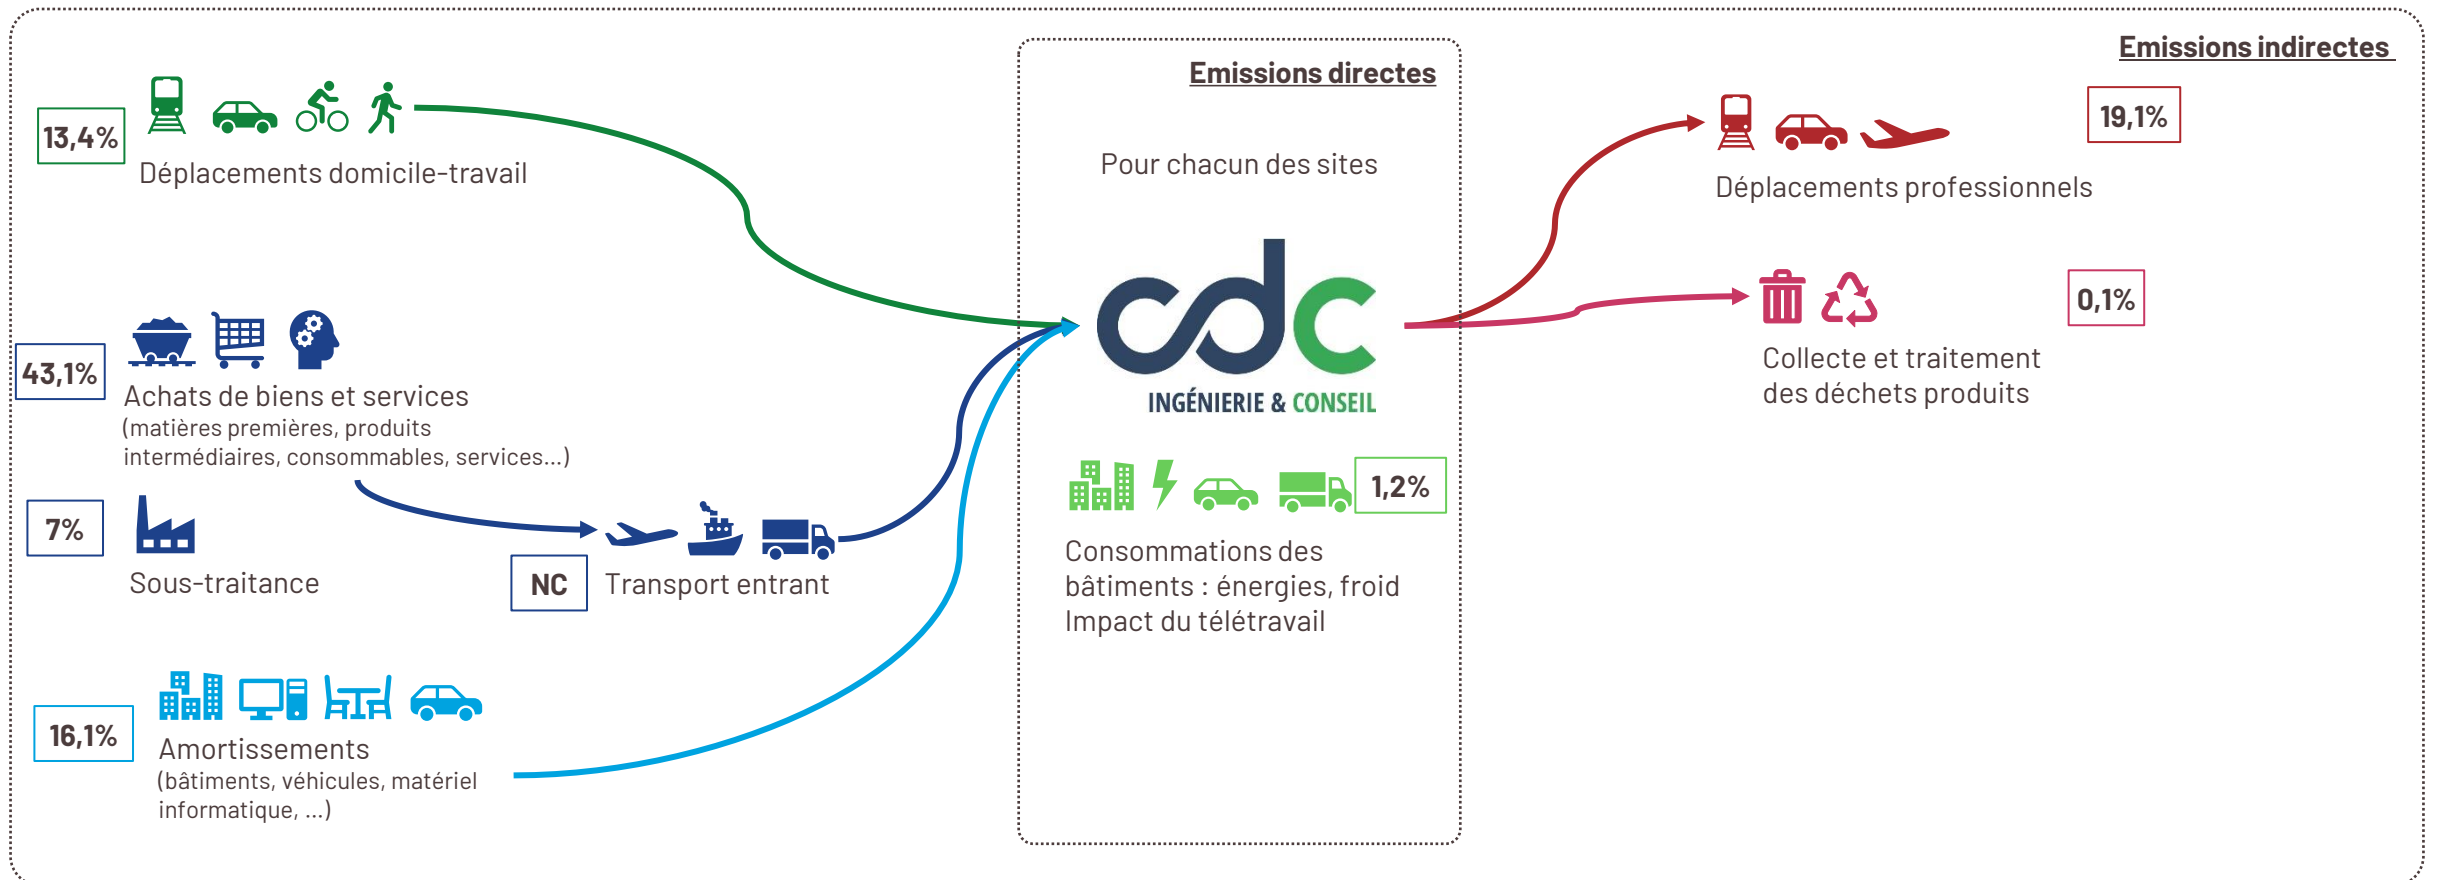 Emissions indirectes
Emissions directes
13,4%
Déplacements domicile-travail
Pour chacun des sites
19,1%
Déplacements professionnels
cdc
INGÉNIERIE & CONSEIL
0,1%
Collecte et traitement
des déchets produits
43,1%
Achats de biens et services
(matières premières, produits
intermédiaires, consommables, services...)
7%
Sous-traitance
NC
Transport entrant
1,2%
Consommations des
bâtiments : énergies, froid
Impact du télétravail
16,1%
Amortissements
(bâtiments, véhicules, matériel
informatique, ...)